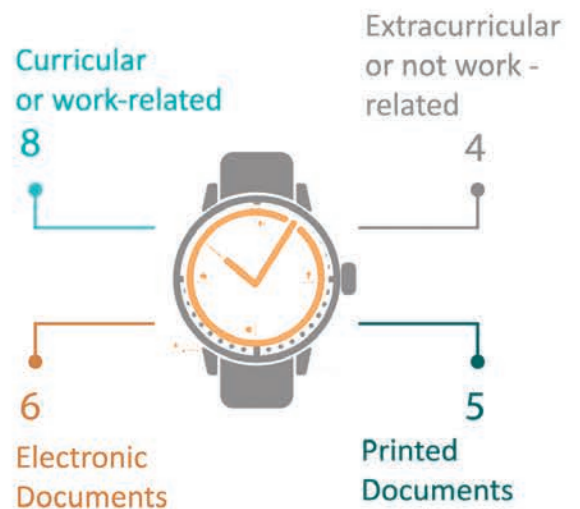 Curricular
or work-related
8
Extracurricular
or not work -
related
4
6
Electronic
Documents
5
Printed
Documents